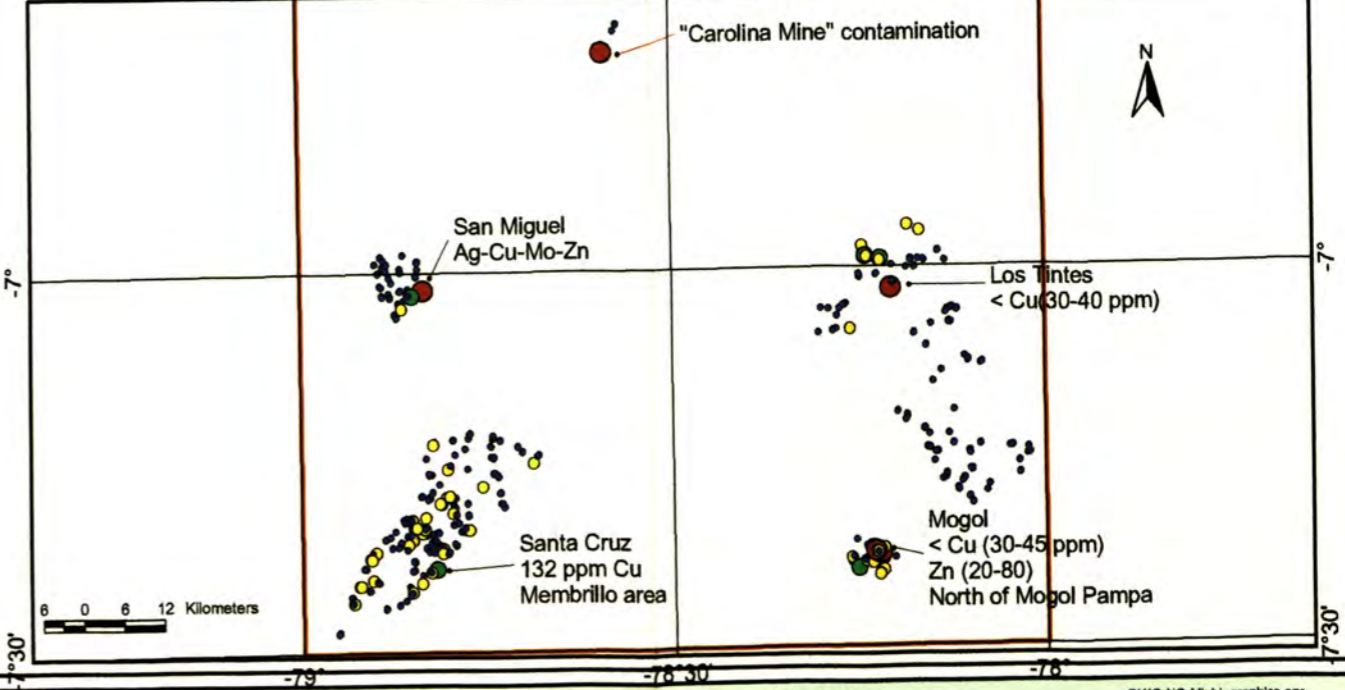 "Carolina Mine" contamination
N
San Miguel
Ag-Cu-Mo-Zn
-7°
-7°
Los Tintes
< Cu(30-40 ppm)
Mogol
< Cu (30-45 ppm)
Zn (20-80)
North of Mogol Pampa
Santa Cruz
132 ppm Cu
Membrillo area
6 0 6 12 Kilometers
-7°30'
-7°30'
-79°
-78°30'
-78°